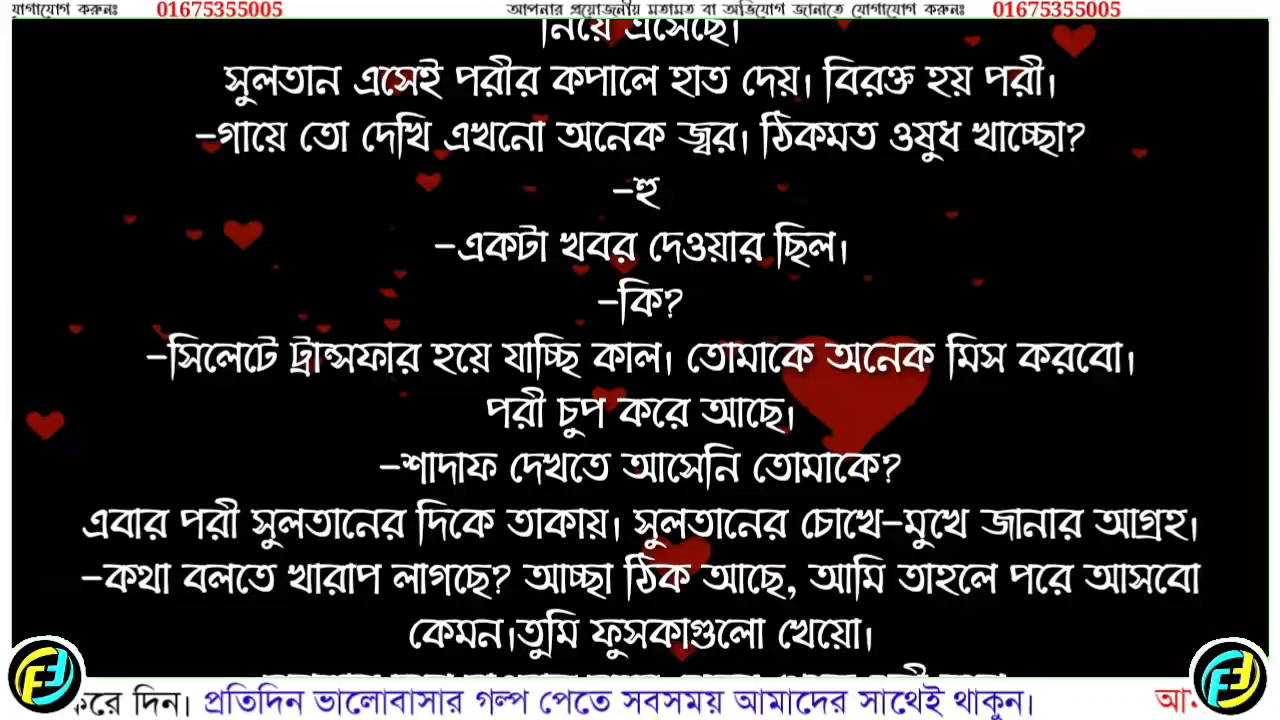 যাগাযোগ করুনঃ 01675355005 আপনার প্রয়োজনীয় মতামত বা অভিযোগ জানাতে যোগাযোগ করুনঃ 01675355005
নিয়ে এসেছে।
সুলতান এসেই পরীর কপালে হাত দেয়। বিরক্ত হয় পরী।
-গায়ে তো দেখি এখনো অনেক জ্বর। ঠিকমত ওষুধ খাচ্ছো?
-হু
-একটা খবর দেওয়ার ছিল।
-কি?
-সিলেটে ট্রান্সফার হয়ে যাচ্ছি কাল। তোমাকে অনেক মিস করবো।
পরী চুপ করে আছে।
-শাদাফ দেখতে আসেনি তোমাকে?
এবার পরী সুলতানের দিকে তাকায়। সুলতানের চোখে-মুখে জানার আগ্রহ।
-কথা বলতে খারাপ লাগছে? আচ্ছা ঠিক আছে, আমি তাহলে পরে আসবো
কেমন।তুমি ফুসকাগুলো খেয়ো।
করে দিন। প্রতিদিন ভালোবাসার গল্প পেতে সবসময় আমাদের সাথেই থাকুন। আ